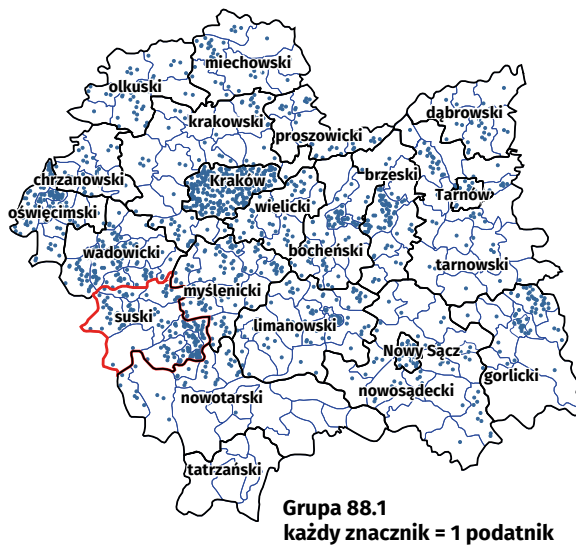 miechowski
olkuski
dąbrowski
krakowski
proszowicki
brzeski
chrzanowski
Kraków
Tarnów
oświęcimski
wielicki
wadowicki
bocheński
tarnowski
myślenicki
suski
limanowski
Nowy Sącz
gorlicki
nowosądecki
nowotarski
tatrzański
Grupa 88.1
każdy znacznik = 1 podatnik